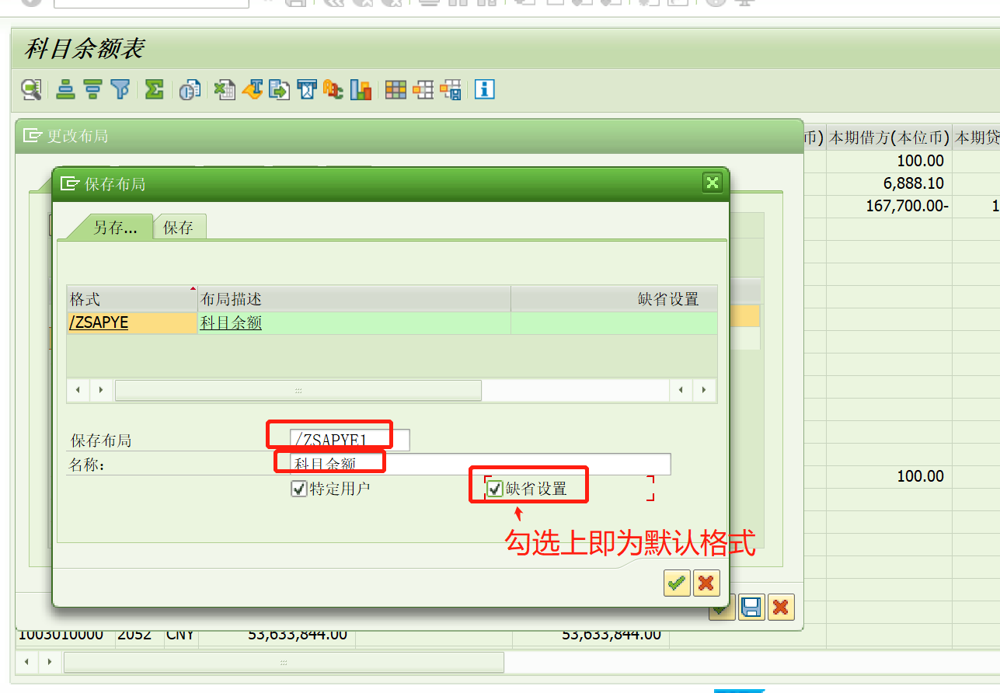 科目余额表
更改布局
币) 本期借方(本位币) 本期贷
100.00
6,888.10
167,700.00- 1
保存布局
另存... 保存
格式 布局描述 缺省设置
/ZSAPYE 科目余额
保存布局 /ZSAPYE1
名称: 科目余额
100.00
特定用户 缺省设置
勾选上即为默认格式
1003010000 2052 CNY 53,633,844.00 53,633,844.00